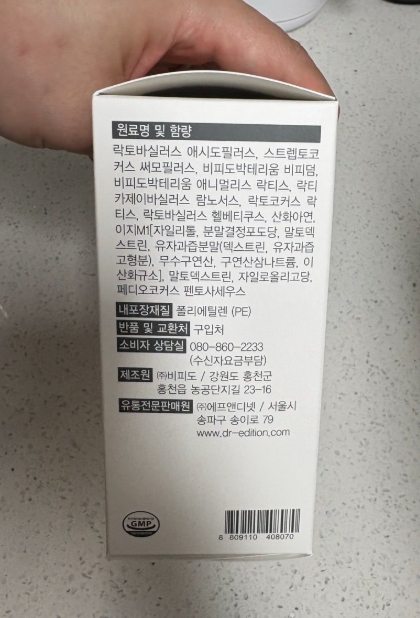 원료명 및 함량
락토바실러스 애시도필러스, 스트렙토코
커스 써모필러스, 비피도박테리움 비피덤,
비피도박테리움 애니멀리스 락티스, 락티
카제이바실러스 람노서스, 락토코커스 락
티스, 락토바실러스 헬베티쿠스, 산화아연,
이지M1[자일리톨, 분말결정포도당, 말토덱
스트린, 유자과즙분말(덱스트린, 유자과즙
고형분), 무수구연산, 구연산삼나트륨, 이
산화규소], 말토덱스트린, 자일로올리고당,
페디오코커스 펜토사세우스
내포장재질 폴리에틸렌 (PE)
반품 및 교환처 구입처
소비자 상담실 080-860-2233
(수신자요금부담)
제조원 ㈜비피도 / 강원도 홍천군
홍천읍 농공단지길 23-16
유통전문판매원 ㈜에프앤디넷 / 서울시
송파구 송이로 79
www.dr-edition.com
GMP
8 809110 408070